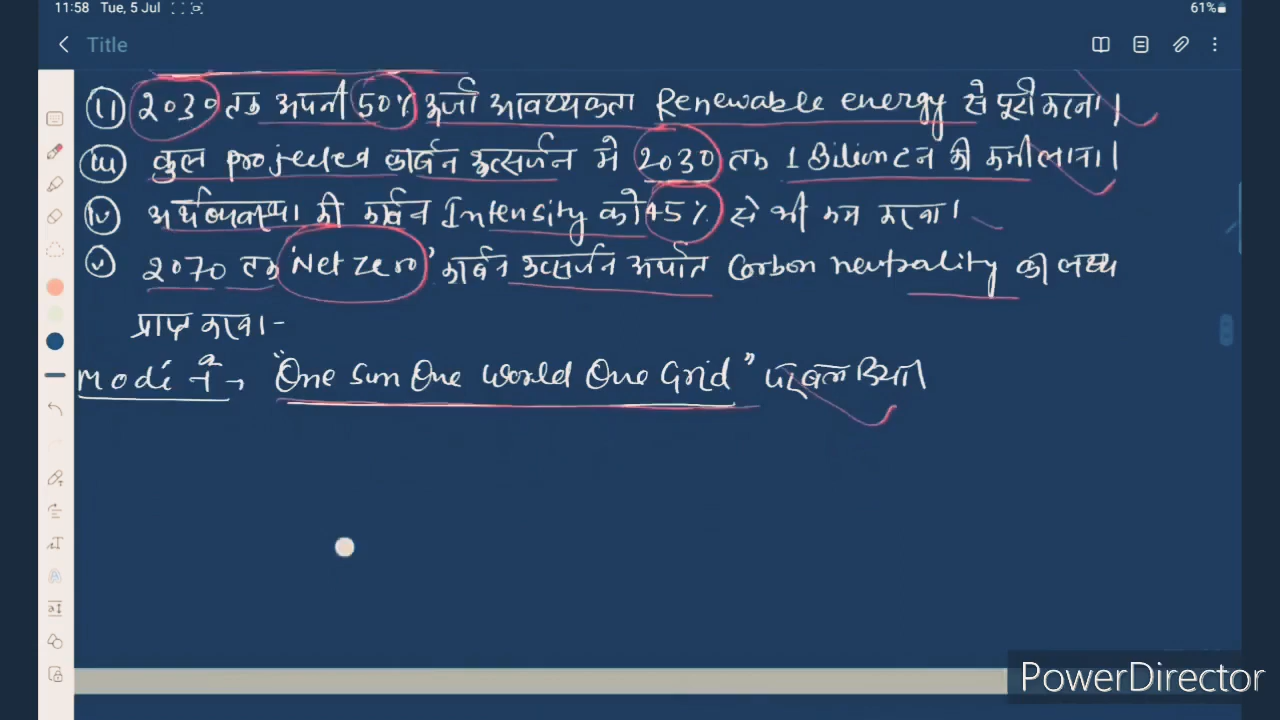 11:58 Tue, 5 Jul 61%
Title
(ii) 2030 तक अपनी 50% ऊर्जा आवश्यकता Renewable energy से पूरी करना।
(iii) कुल projected कार्बन उत्सर्जन में 2030 तक 1 Bilion टन की कमी लाना।
(iv) अर्थव्यवस्था की कार्बन Intensity को 45% से भी कम करना।
(v) 2070 तक 'Net zero' कार्बन उत्सर्जन अर्थात Carbon neutrality का लक्ष्य
प्राप्त करना।-
Modi ने → "One Sun One World One Grid" पर बल दिया।
PowerDirector